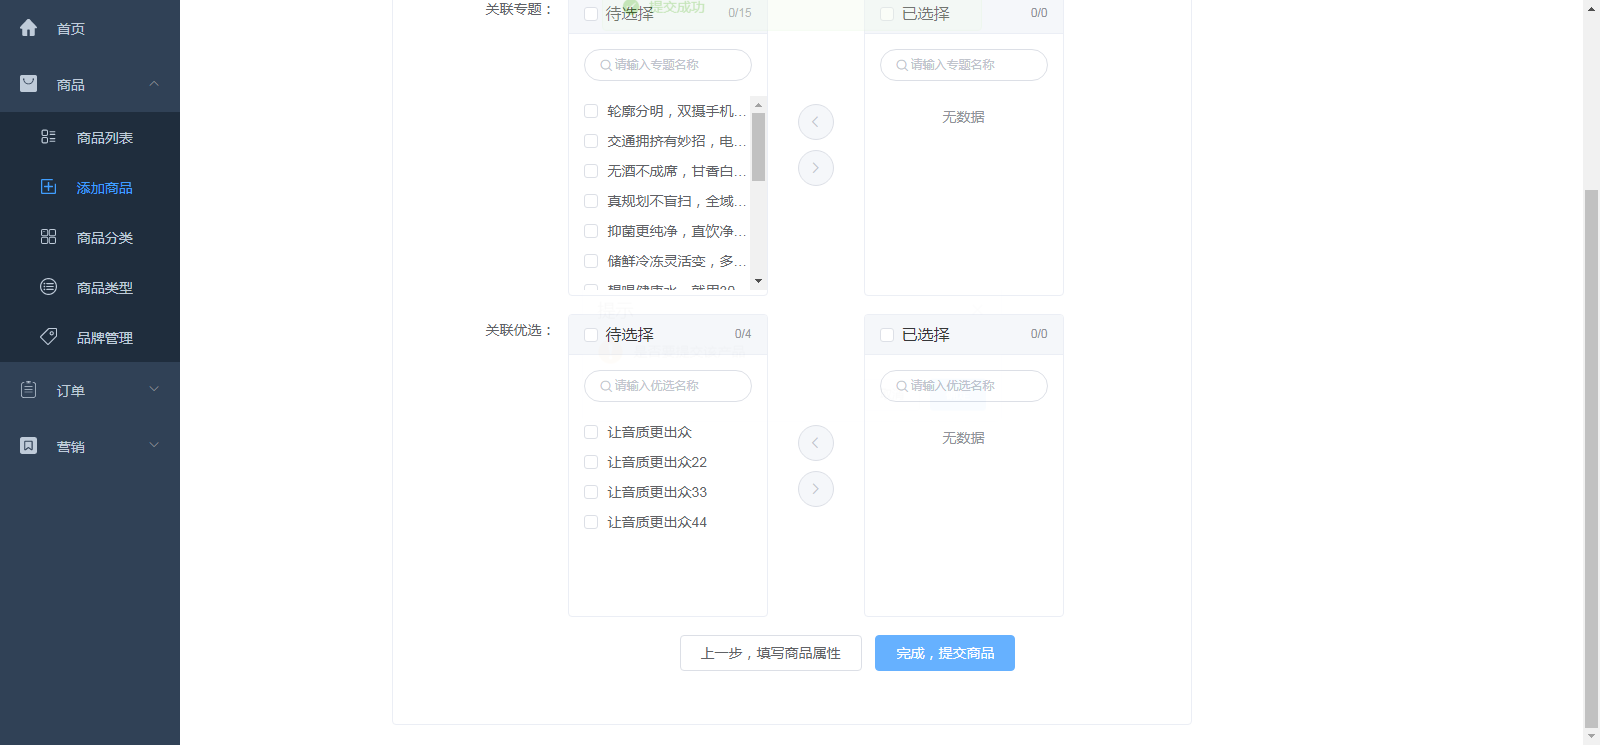 首页
商品
商品列表
添加商品
商品分类
商品类型
品牌管理
订单
营销
提交成功
关联专题：
待选择 0/15
请输入专题名称
轮廓分明，双摄手机...
交通拥挤有妙招，电...
无酒不成席，甘香白...
真规划不盲扫，全域...
抑菌更纯净，直饮净...
储鲜冷冻灵活变，多...
已选择 0/0
请输入专题名称
无数据
关联优选：
待选择 0/4
请输入优选名称
让音质更出众
让音质更出众22
让音质更出众33
让音质更出众44
已选择 0/0
请输入优选名称
无数据
上一步，填写商品属性
完成，提交商品